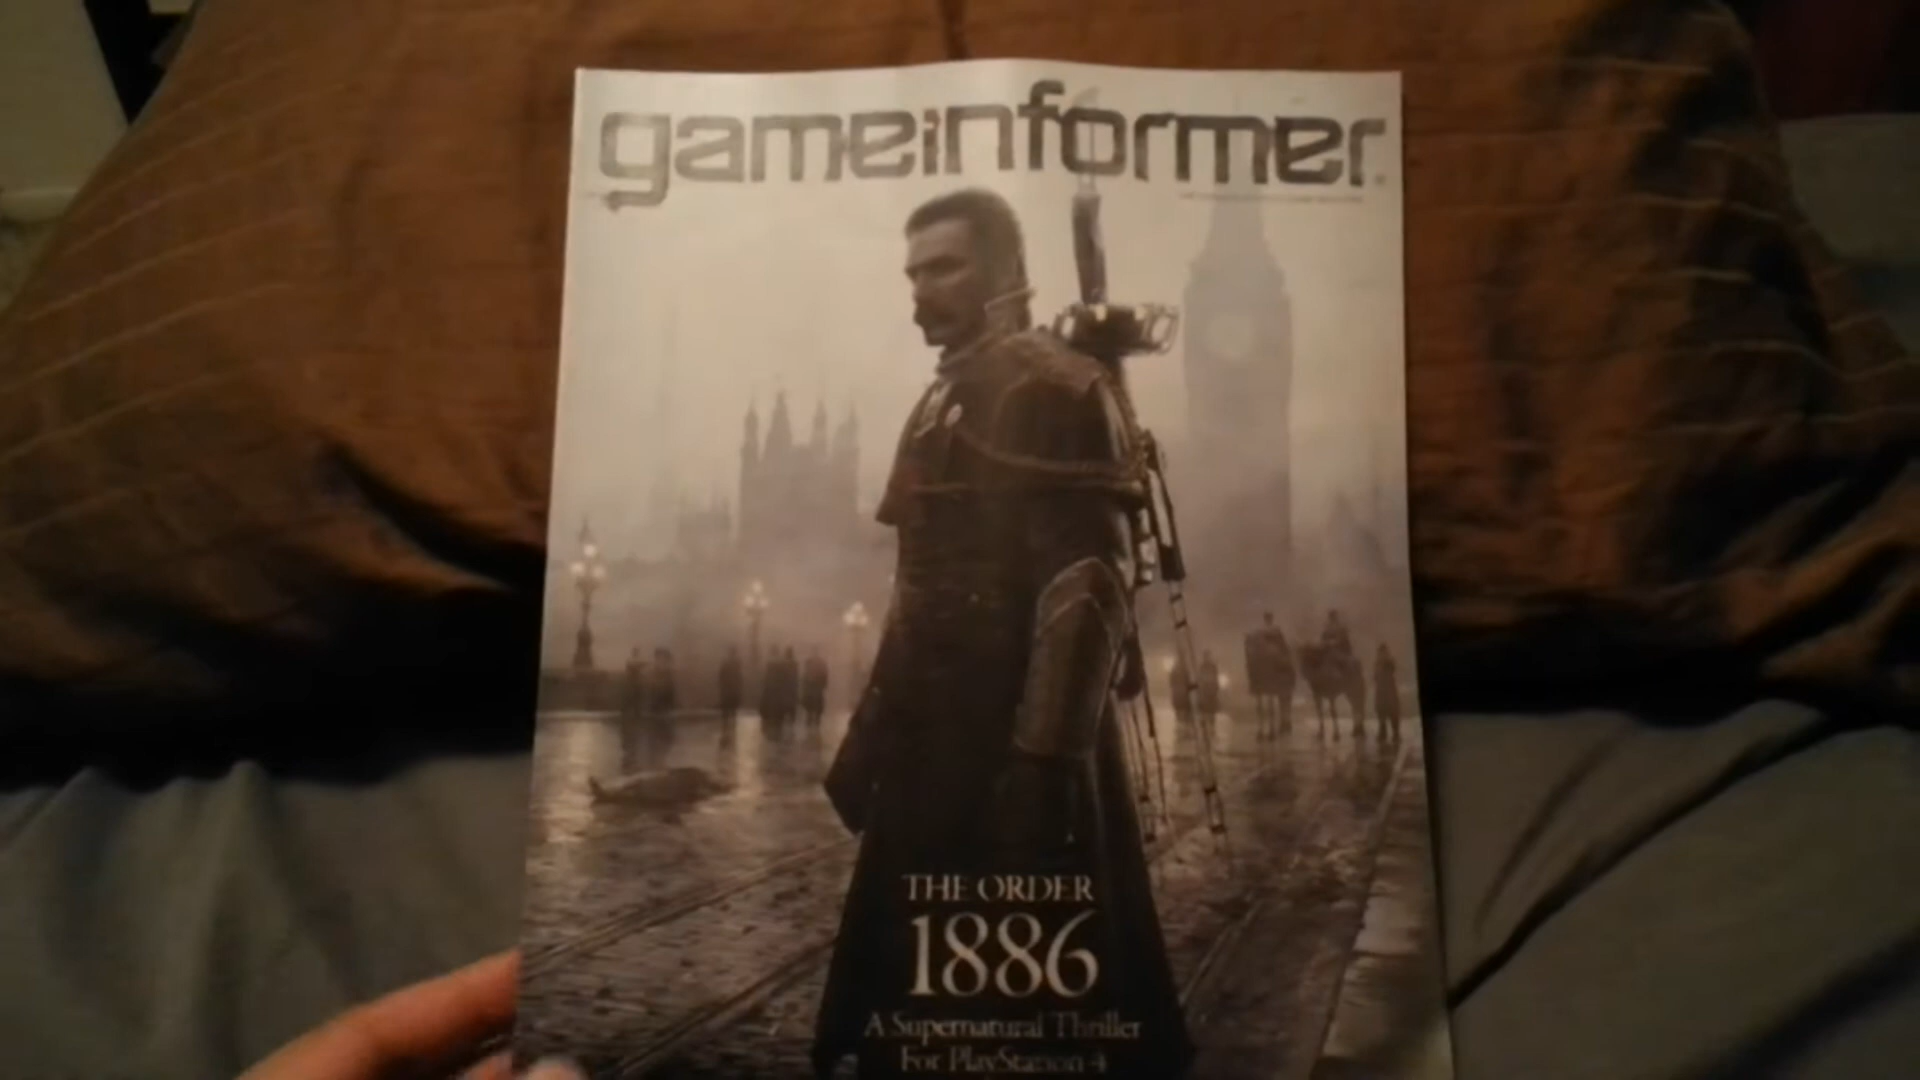 gameinformer
THE ORDER
1886
A Supernatural Thriller
For PlayStation 4